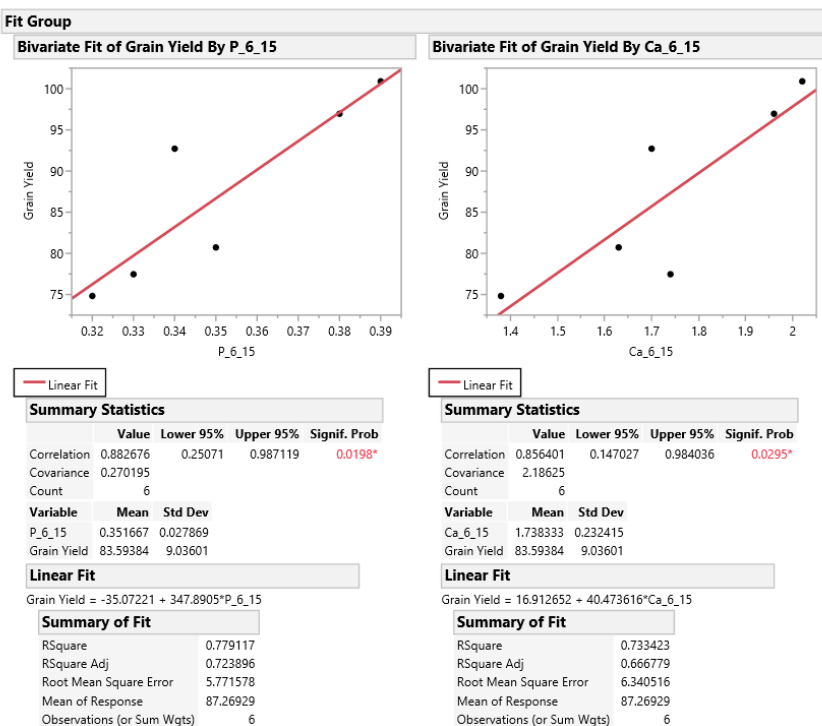 Fit Group
Bivariate Fit of Grain Yield By P_6_15
100
95
90
85
80
75
Grain Yield
0.32 0.33 0.34 0.35 0.36 0.37 0.38 0.39
P_6_15
Linear Fit
Summary Statistics
Value Lower 95% Upper 95% Signif. Prob
Correlation 0.882676 0.25071 0.987119 0.0198*
Covariance 0.270195
Count 6
Variable Mean Std Dev
P_6_15 0.351667 0.027869
Grain Yield 83.59384 9.03601
Linear Fit
Grain Yield = -35.07221 + 347.8905*P_6_15
Summary of Fit
RSquare 0.779117
RSquare Adj 0.723896
Root Mean Square Error 5.771578
Mean of Response 87.26929
Observations (or Sum Wgts) 6
Bivariate Fit of Grain Yield By Ca_6_15
100
95
90
85
80
75
Grain Yield
1.4 1.5 1.6 1.7 1.8 1.9 2
Ca_6_15
Linear Fit
Summary Statistics
Value Lower 95% Upper 95% Signif. Prob
Correlation 0.856401 0.147027 0.984036 0.0295*
Covariance 2.18625
Count 6
Variable Mean Std Dev
Ca_6_15 1.738333 0.232415
Grain Yield 83.59384 9.03601
Linear Fit
Grain Yield = 16.912652 + 40.473616*Ca_6_15
Summary of Fit
RSquare 0.733423
RSquare Adj 0.666779
Root Mean Square Error 6.340516
Mean of Response 87.26929
Observations (or Sum Wgts) 6